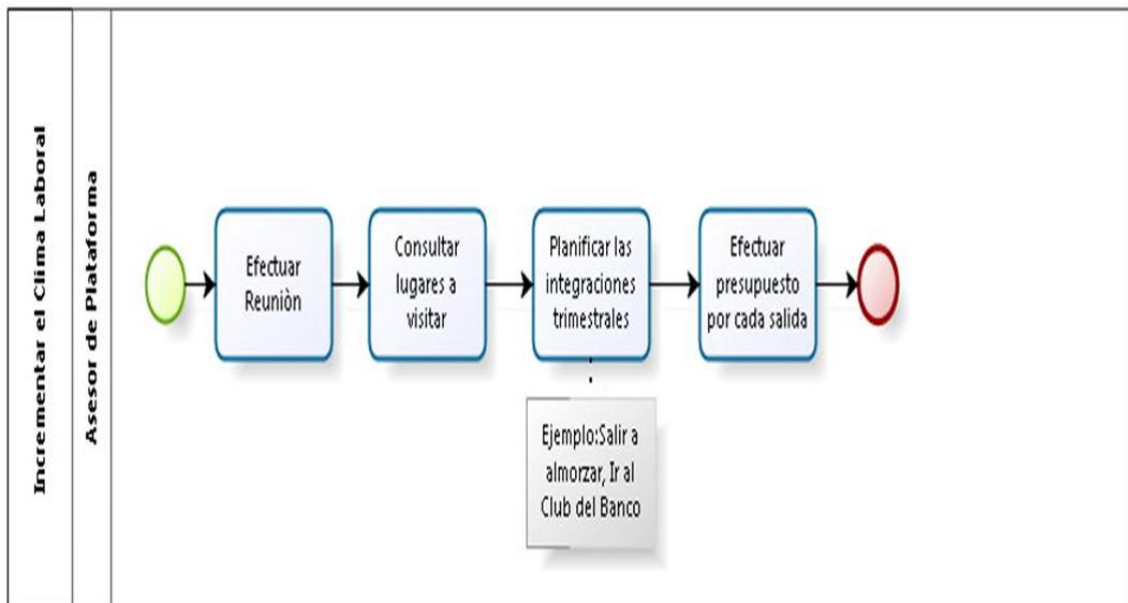 Incrementar el Clima Laboral
Asesor de Plataforma
Efectuar
Reuniòn
Consultar
lugares a
visitar
Planificar las
integraciones
trimestrales
Efectuar
presupuesto
por cada salida
Ejemplo:Salir a
almorzar, Ir al
Club del Banco